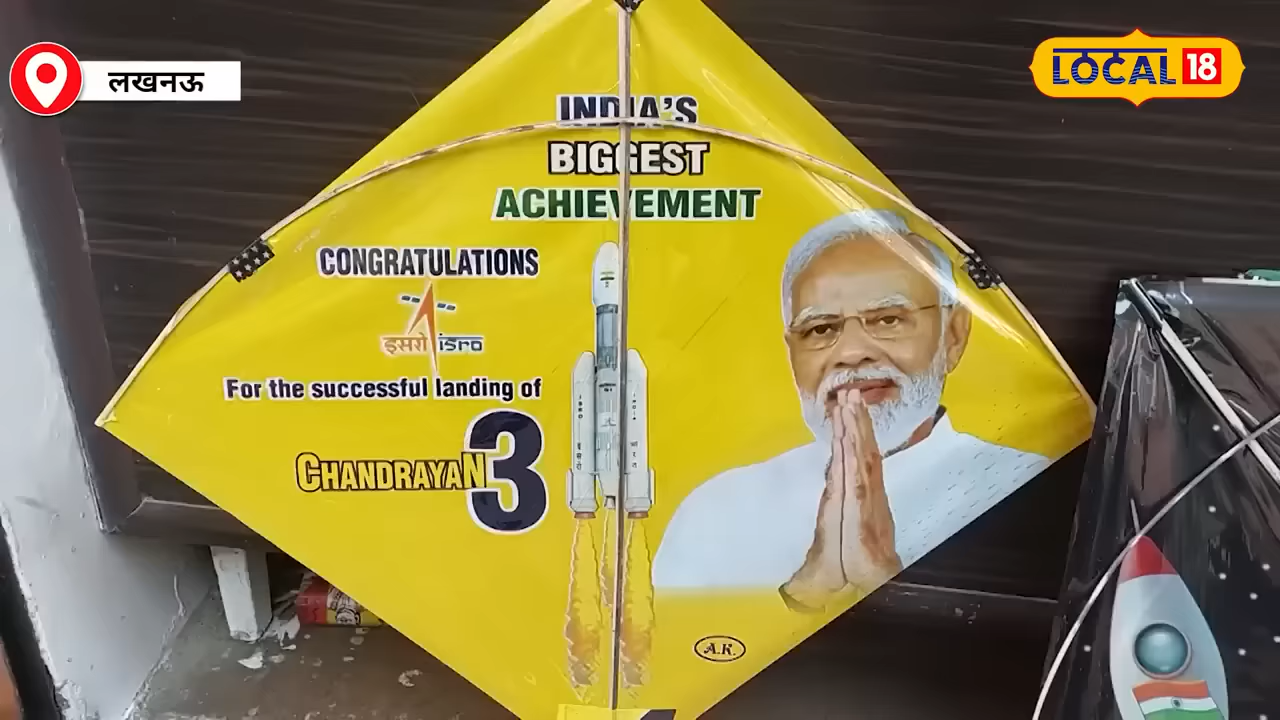 लखनऊ
LOCAL 18
INDIA'S
BIGGEST
ACHIEVEMENT
CONGRATULATIONS
इसरो isro
For the successful landing of
CHANDRAYAN 3
A.K.